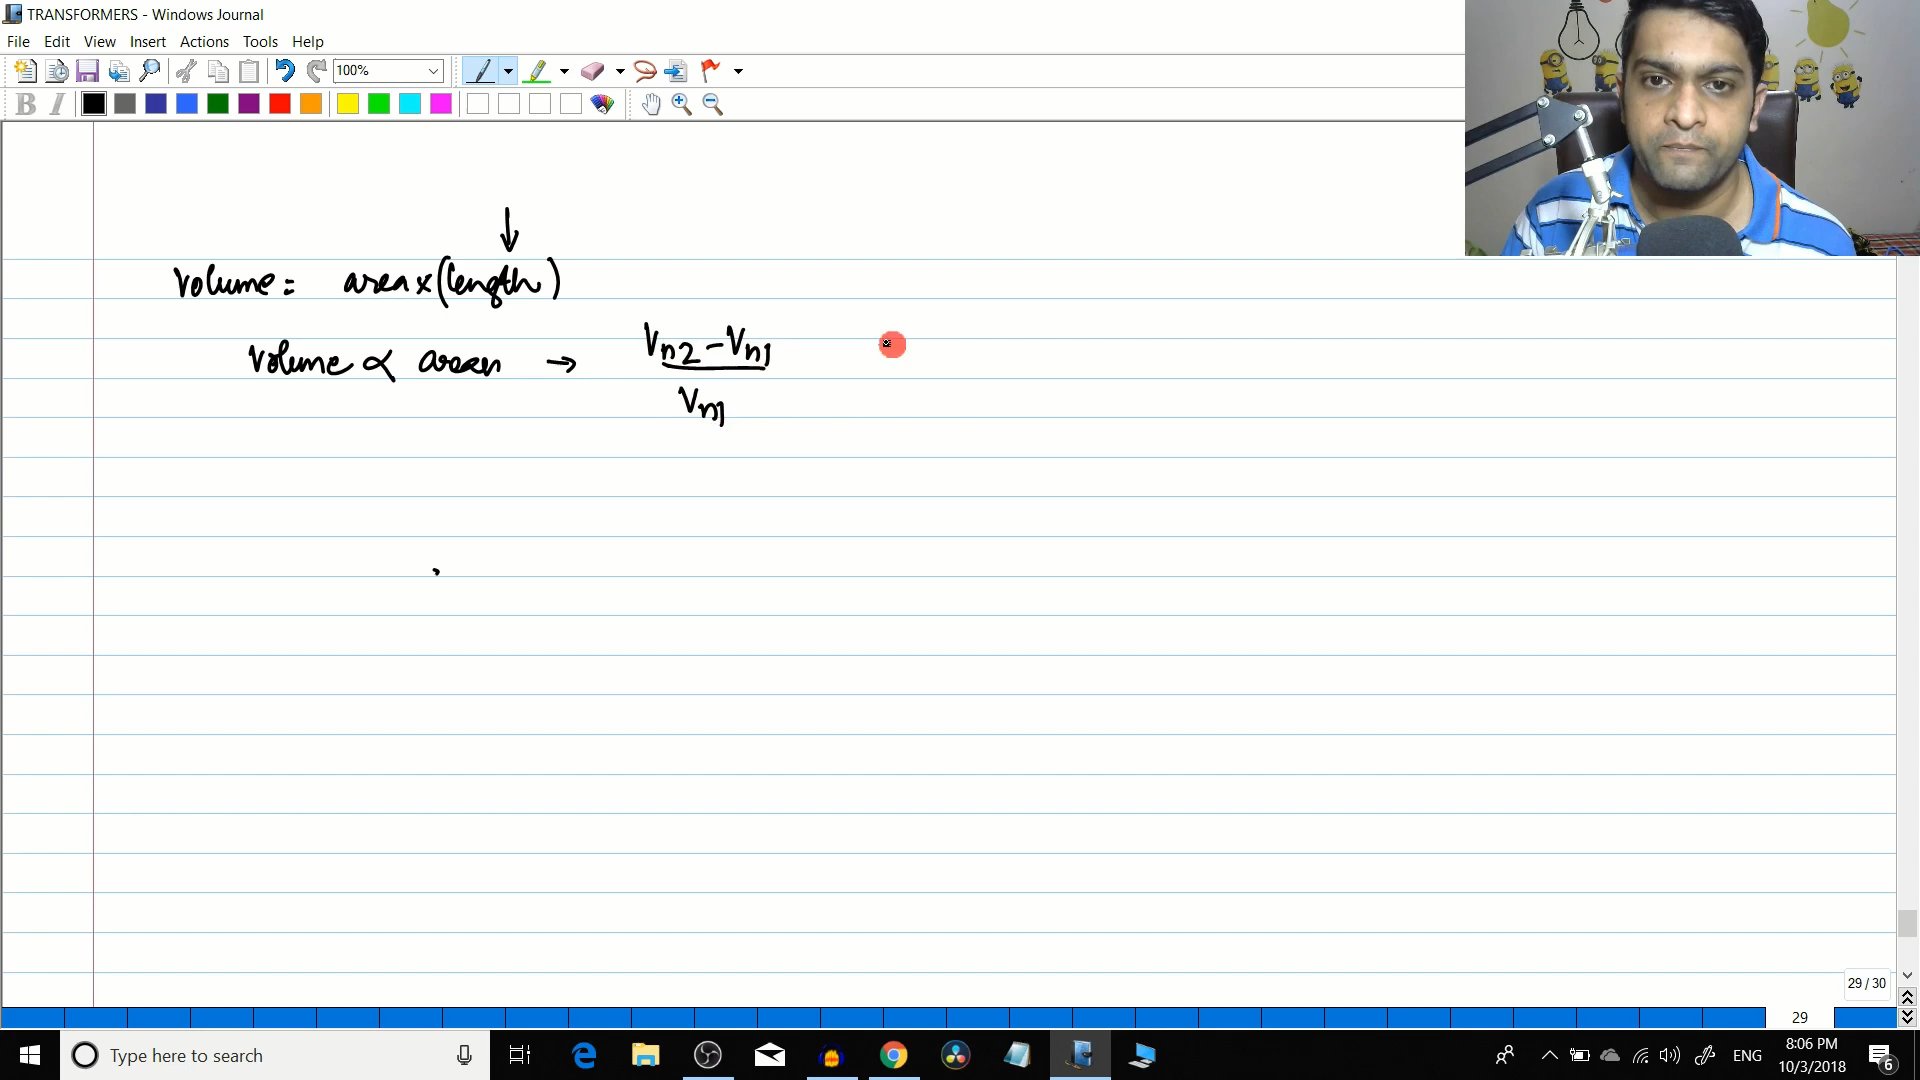 TRANSFORMERS - Windows Journal
File Edit View Insert Actions Tools Help
100%
B I
Volume = area x (length)
Volume ∝ area → Vn2 - Vn1
Vn1
29 / 30
29
Type here to search
ENG
8:06 PM
10/3/2018
6